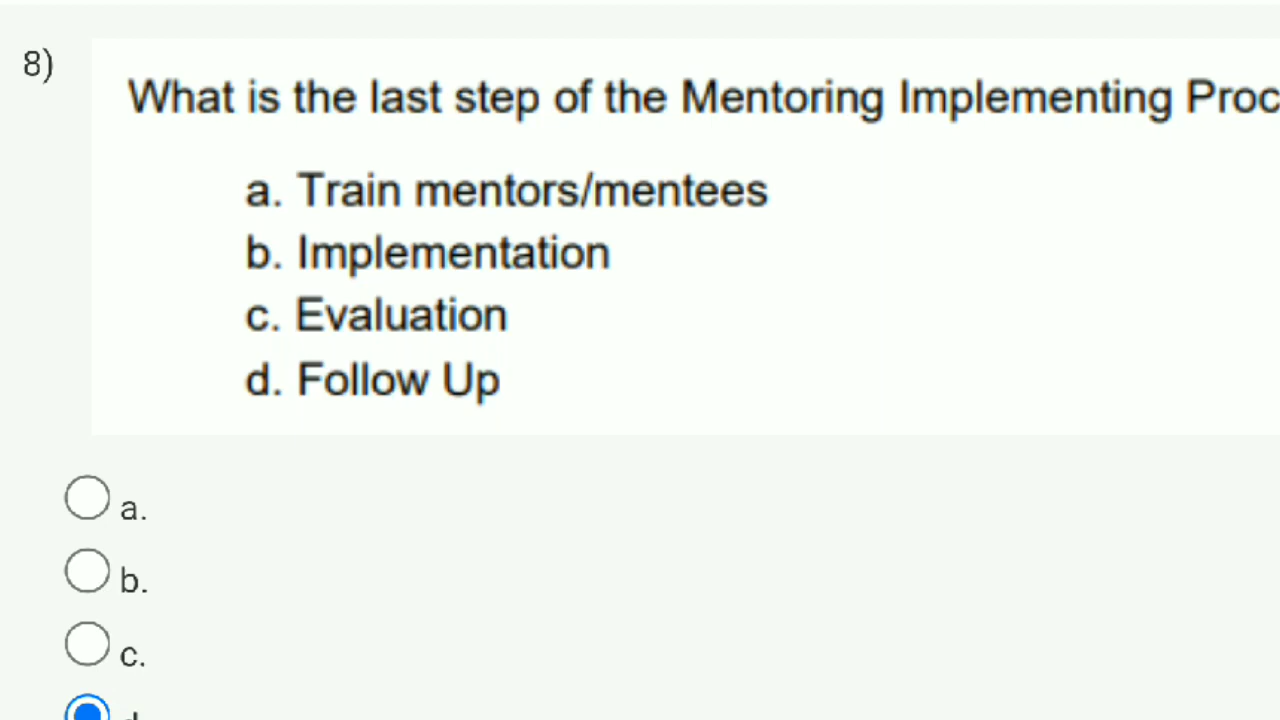 8)
What is the last step of the Mentoring Implementing Proc
a. Train mentors/mentees
b. Implementation
c. Evaluation
d. Follow Up
a.
b.
c.